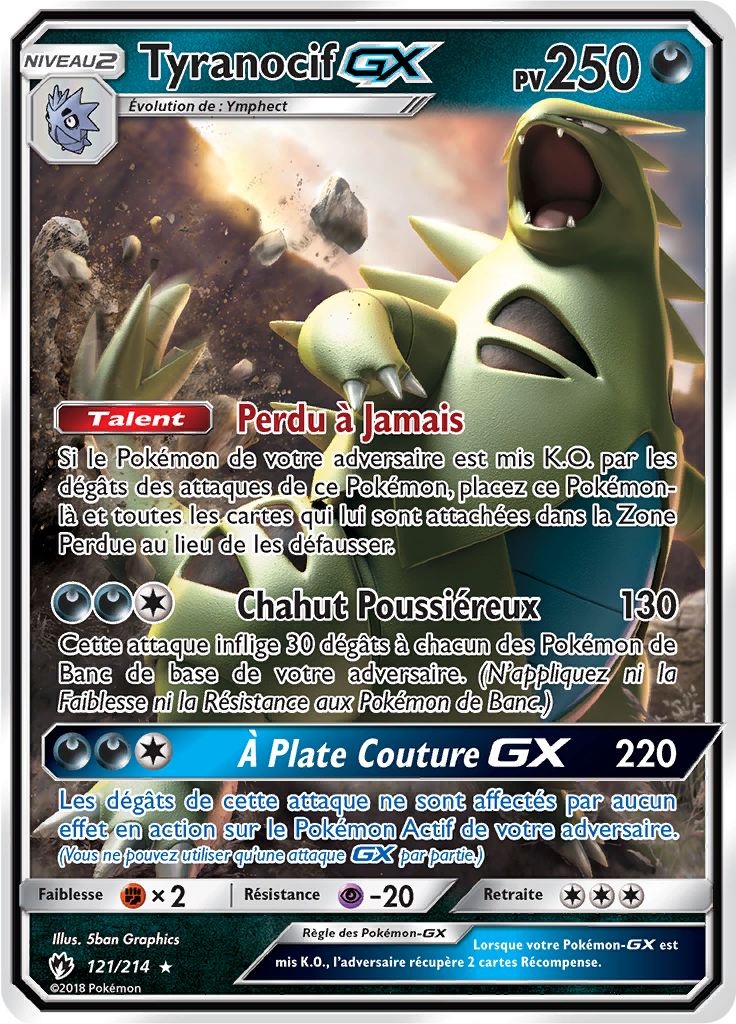 NIVEAU2 Tyranocif GX PV250
Évolution de : Ymphect
Talent Perdu à Jamais
Si le Pokémon de votre adversaire est mis K.O. par les
dégâts des attaques de ce Pokémon, placez ce Pokémon-
là et toutes les cartes qui lui sont attachées dans la Zone
Perdue au lieu de les défausser.
Chahut Poussiéreux 130
Cette attaque inflige 30 dégâts à chacun des Pokémon de
Banc de base de votre adversaire. (N'appliquez ni la
Faiblesse ni la Résistance aux Pokémon de Banc.)
À Plate Couture GX 220
Les dégâts de cette attaque ne sont affectés par aucun
effet en action sur le Pokémon Actif de votre adversaire.
(Vous ne pouvez utiliser qu'une attaque GX par partie.)
Faiblesse × 2 Résistance -20 Retraite
Illus. 5ban Graphics
121/214
©2018 Pokémon
Règle des Pokémon-GX
Lorsque votre Pokémon-GX est
mis K.O., l'adversaire récupère 2 cartes Récompense.